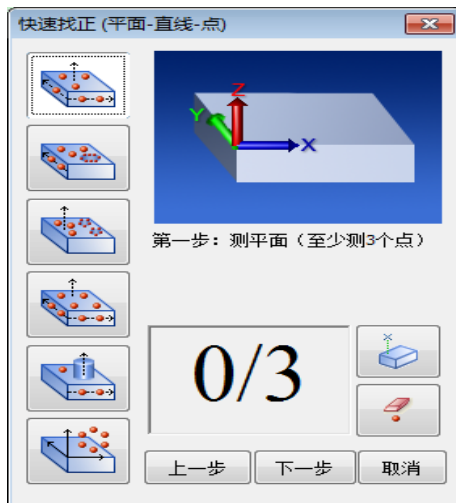 快速找正 (平面-直线-点)
Z
Y
X
第一步：测平面（至少测3个点）
0/3
X
上一步
下一步
取消